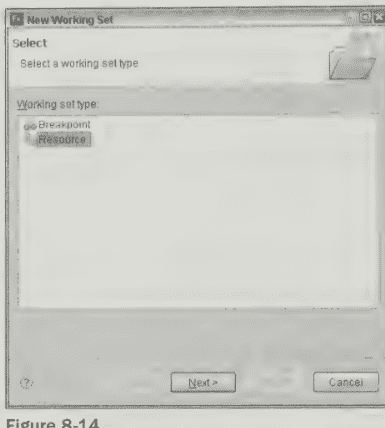 New Working Set
Select
Select a working set type
Working set type:
Breakpoint
Resource
Next >
Cancel
Figure 8-14